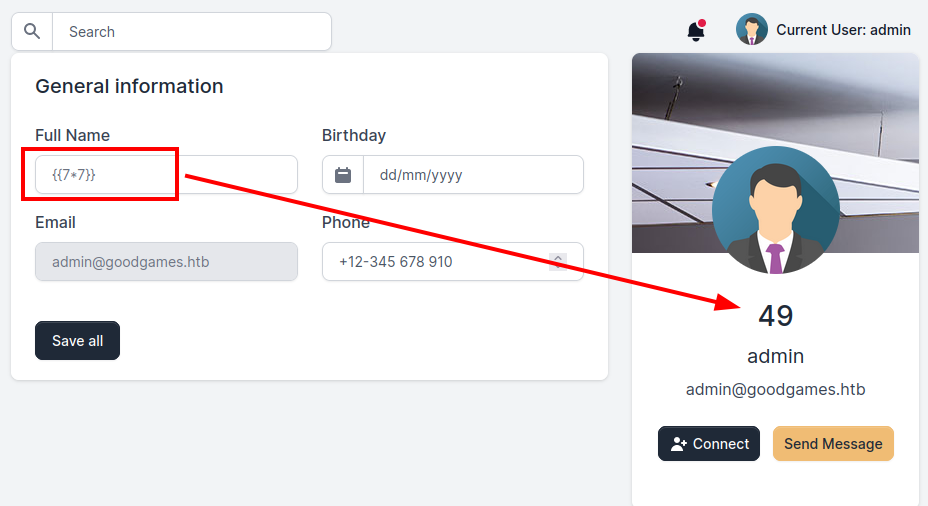 Search
Current User: admin
General information
Full Name
Birthday
{{7*7}}
dd/mm/yyyy
Email
Phone
admin@goodgames.htb
+12-345 678 910
Save all
49
admin
admin@goodgames.htb
Connect
Send Message